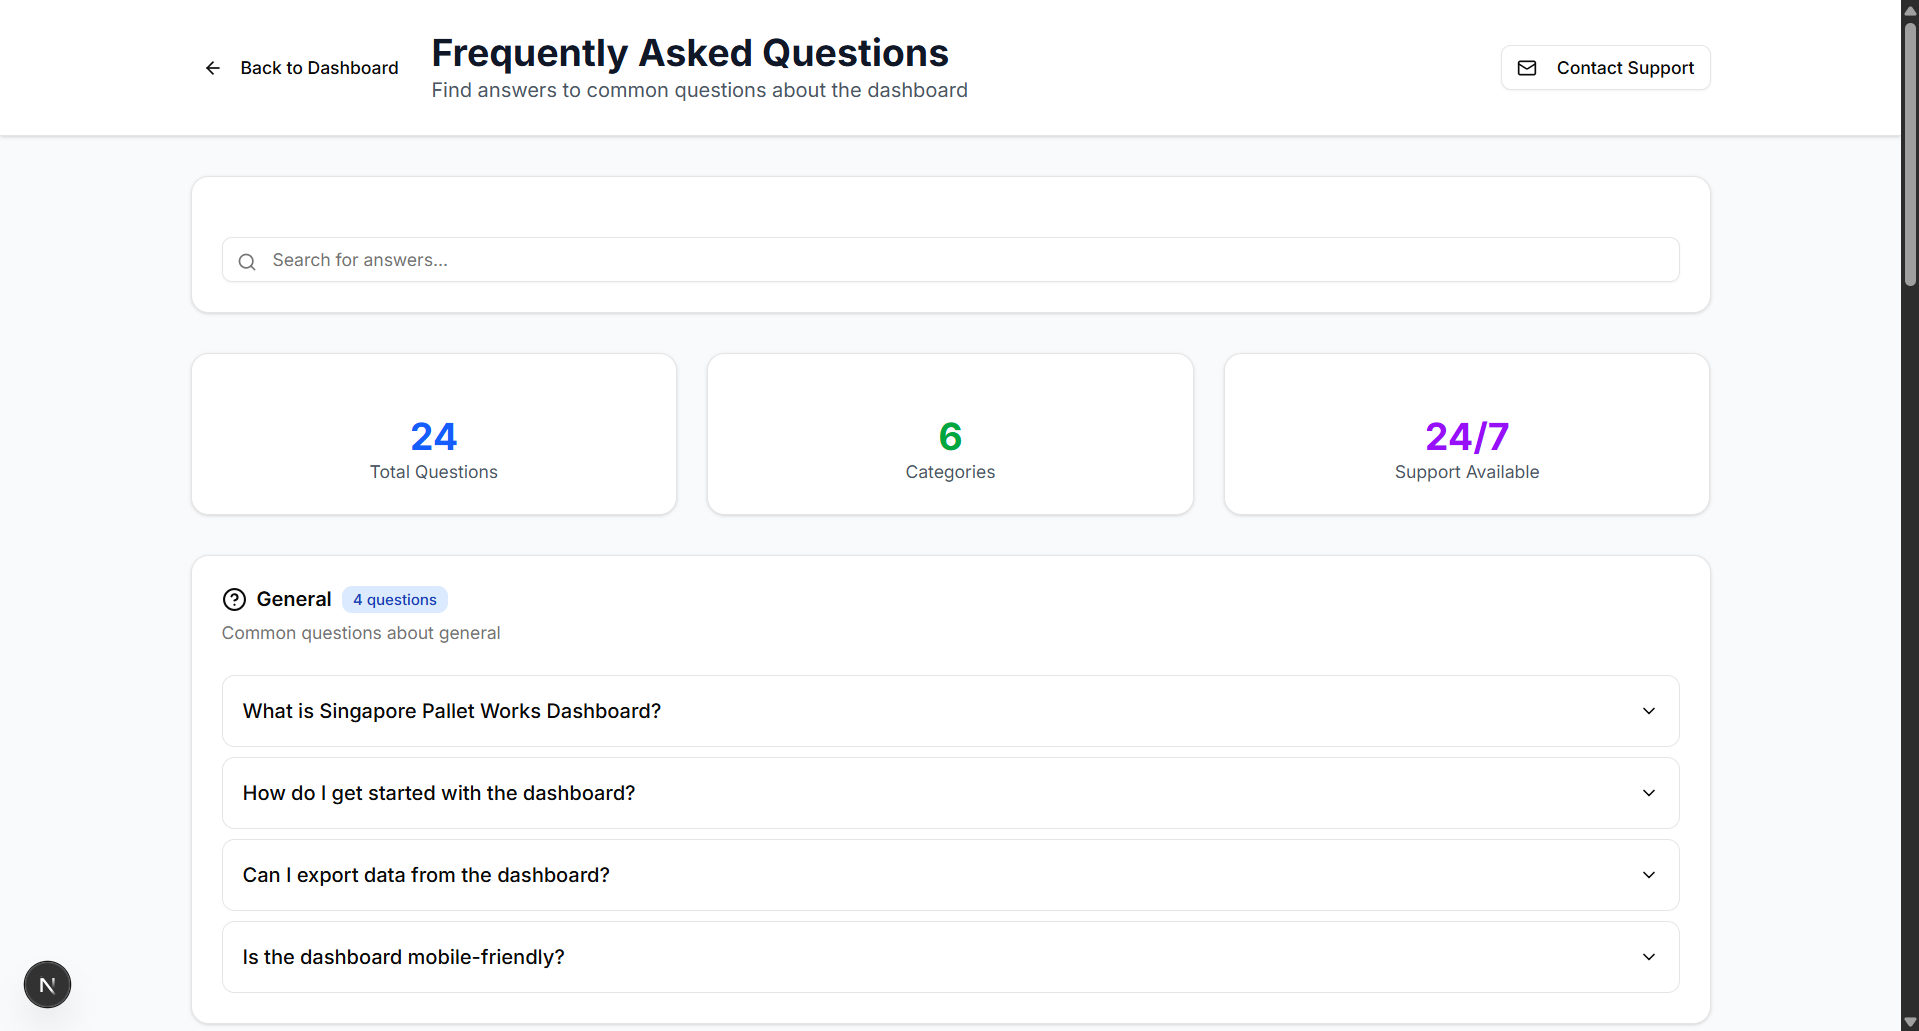 Back to Dashboard
Frequently Asked Questions
Find answers to common questions about the dashboard
Contact Support
Search for answers...
24
Total Questions
6
Categories
24/7
Support Available
General
4 questions
Common questions about general
What is Singapore Pallet Works Dashboard?
How do I get started with the dashboard?
Can I export data from the dashboard?
Is the dashboard mobile-friendly?
N